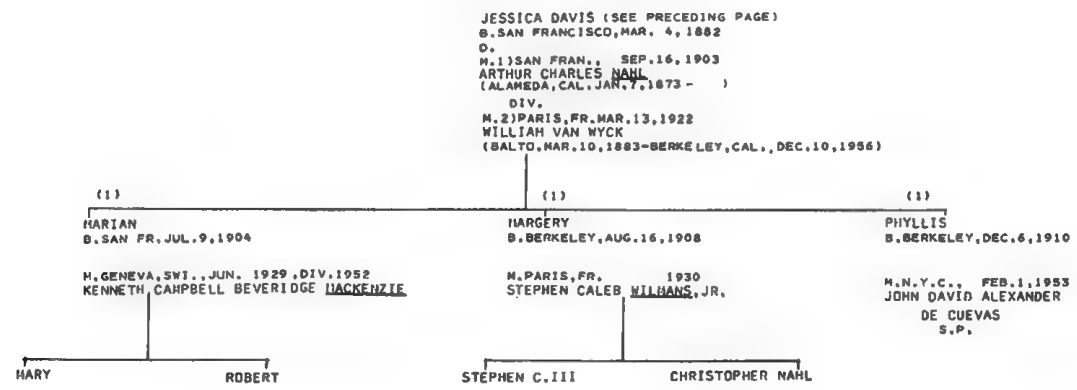 JESSICA DAVIS (SEE PRECEDING PAGE)
B.SAN FRANCISCO,MAR. 4, 1882
D.
M.1)SAN FRAN., SEP.16,1903
ARTHUR CHARLES NAHL
(ALAMEDA,CAL.JAN.7,1873 - )
DIV.
M.2)PARIS,FR.MAR.13,1922
WILLIAM VAN WYCK
(BALTO.MAR.10,1883-BERKELEY,CAL.,DEC.10,1956)
(1) (1) (1)
MARIAN MARGERY PHYLLIS
B.SAN FR.JUL.9,1904 B.BERKELEY,AUG.16,1908 B.BERKELEY,DEC.6,1910
M.GENEVA,SWI.,JUN. 1929,DIV.1952 M.PARIS,FR. 1930 M.N.Y.C., FEB.1,1953
KENNETH CAMPBELL BEVERIDGE MACKENZIE STEPHEN CALEB WILMANS,JR. JOHN DAVID ALEXANDER
DE CUEVAS
S.P.
MARY ROBERT STEPHEN C.III CHRISTOPHER NAHL